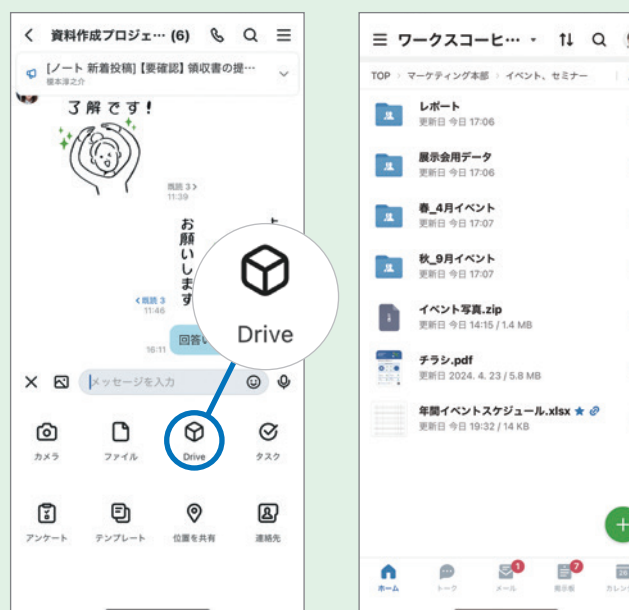 資料作成プロジェ… (6)
[ノート 新着投稿] 【要確認】 領収書の提…
榎本淳之介
了解です!
既読 3 >
11:39
お願いします
< 既読 3
11:46
16:11
回答
Drive
メッセージを入力
カメラ
ファイル
Drive
タスク
アンケート
テンプレート
位置を共有
連絡先
ワークスコーヒ…
TOP > マーケティング本部 > イベント、セミナー
レポート
更新日 今日 17:06
展示会用データ
更新日 今日 17:06
春_4月イベント
更新日 今日 17:07
秋_9月イベント
更新日 今日 17:07
イベント写真.zip
更新日 今日 14:15 / 1.4 MB
チラシ.pdf
更新日 2024. 4. 23 / 5.8 MB
年間イベントスケジュール.xlsx
更新日 今日 19:32 / 14 KB
1
7
ホーム
トーク
メール
掲示板
カレン